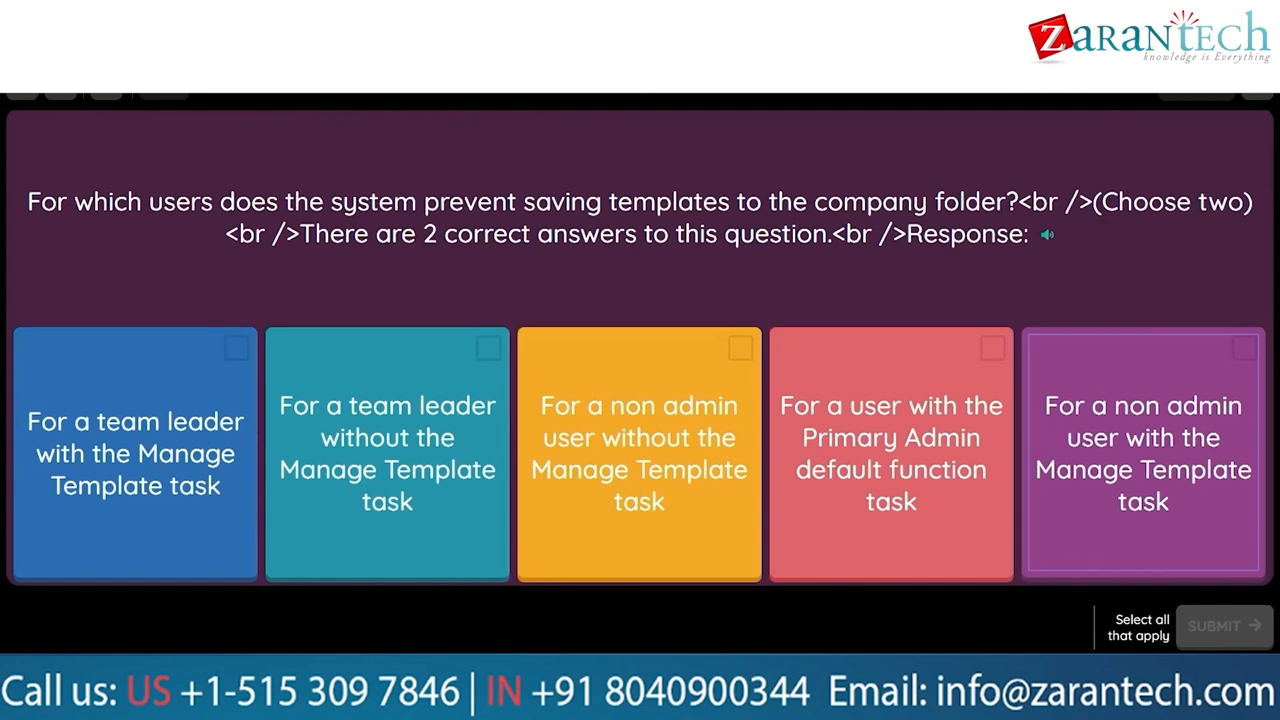 ZARANTECH
knowledge is Everything
For which users does the system prevent saving templates to the company folder?<br />(Choose two)
<br />There are 2 correct answers to this question.<br />Response:
For a team leader
with the Manage
Template task
For a team leader
without the
Manage Template
task
For a non admin
user without the
Manage Template
task
For a user with the
Primary Admin
default function
task
For a non admin
user with the
Manage Template
task
Select all
that apply
SUBMIT
Call us: US +1-515 309 7846 | IN +91 8040900344 Email: info@zarantech.com